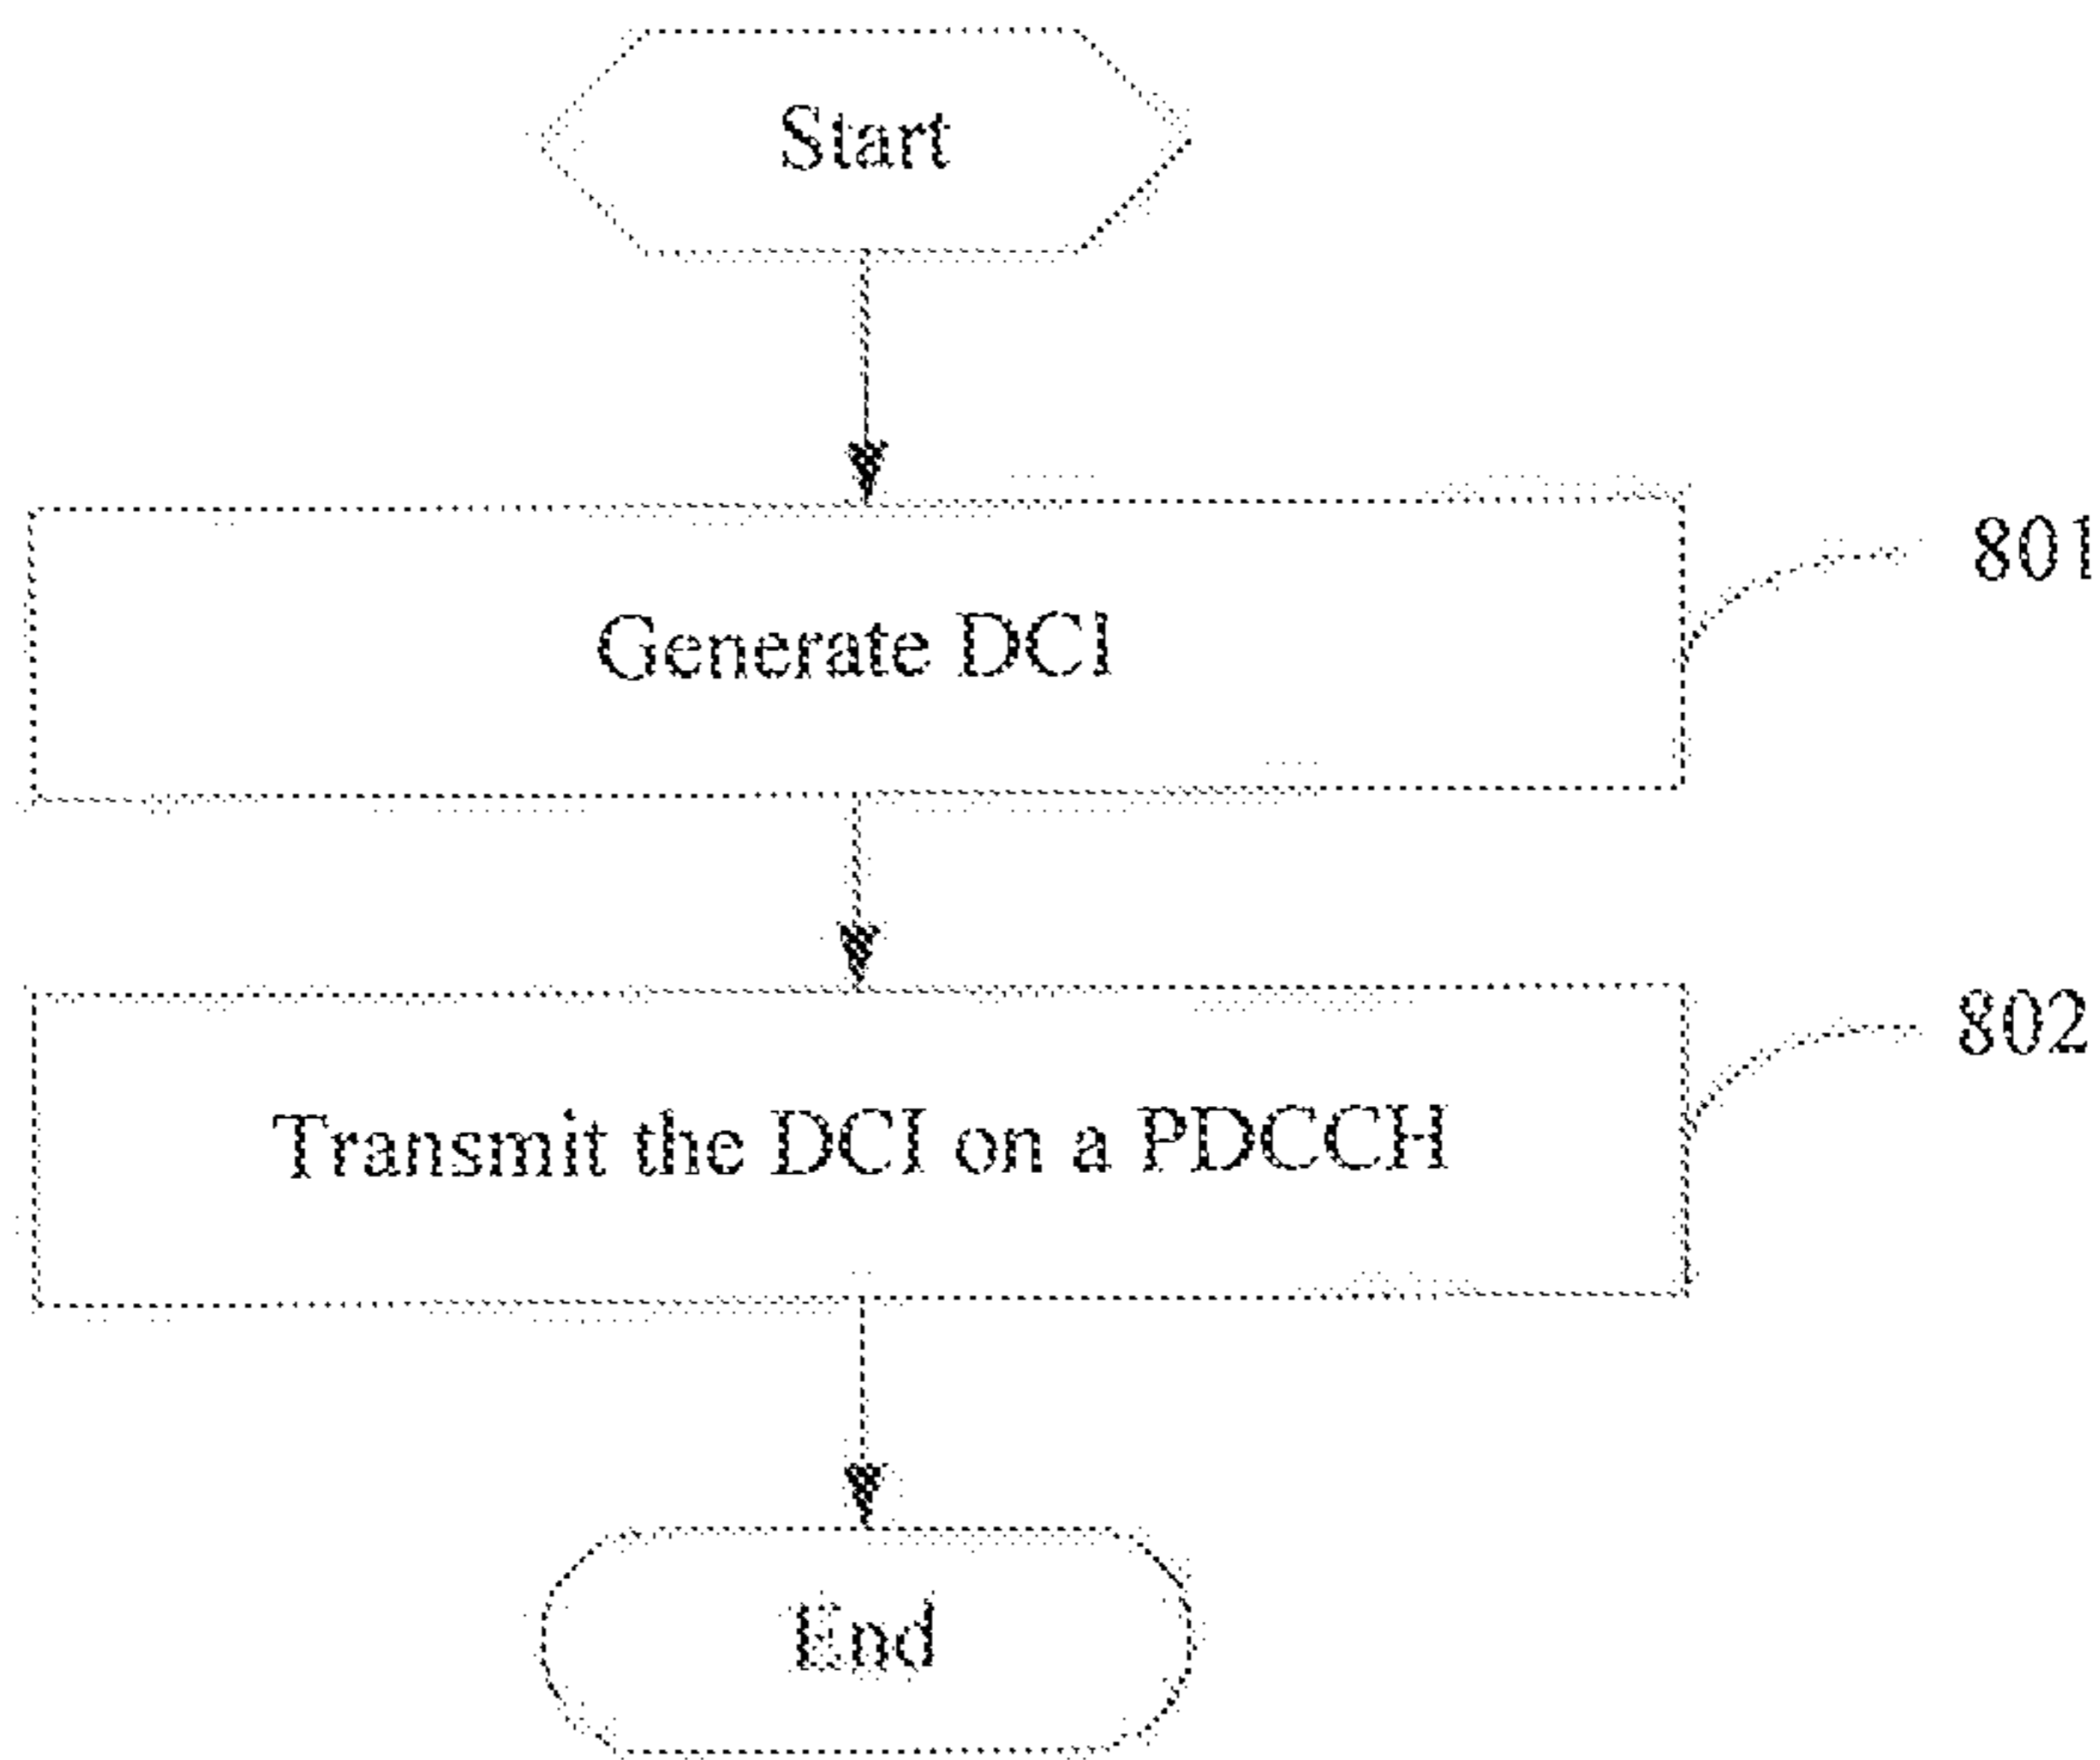 Start
Generate DCI
801
Transmit the DCI on a PDCCH
802
End